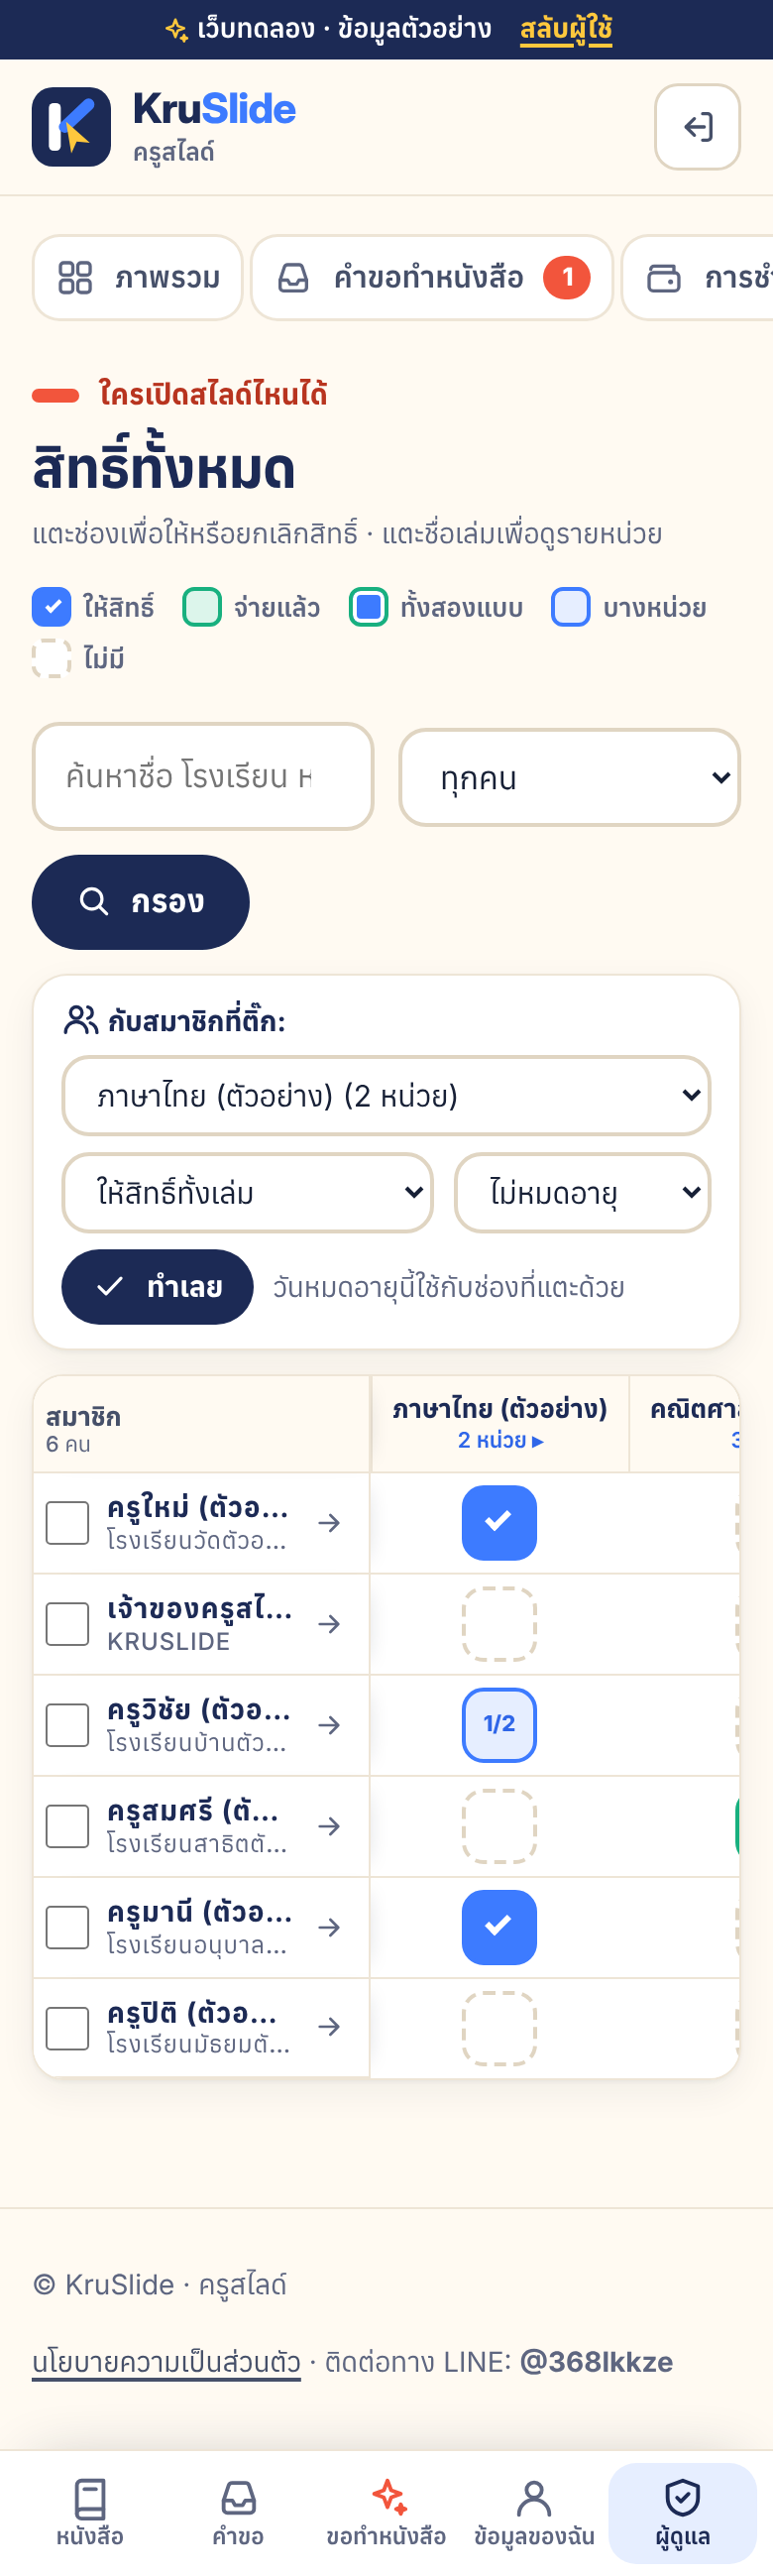 เว็บทดลอง · ข้อมูลตัวอย่าง สลับผู้ใช้
KruSlide
ครูสไลด์
ภาพรวม
คำขอทำหนังสือ 1
ใครเปิดสไลด์ไหนได้
สิทธิ์ทั้งหมด
แตะช่องเพื่อให้หรือยกเลิกสิทธิ์ · แตะชื่อเล่มเพื่อดูรายหน่วย
ให้สิทธิ์ จ่ายแล้ว ทั้งสองแบบ บางหน่วย
ไม่มี
ค้นหาชื่อ โรงเรียน ทุกคน
กรอง
กับสมาชิกที่ติ๊ก:
ภาษาไทย (ตัวอย่าง) (2 หน่วย)
ให้สิทธิ์ทั้งเล่ม ไม่หมดอายุ
ทำเลย วันหมดอายุนี้ใช้กับช่องที่แตะด้วย
สมาชิก
6 คน
ภาษาไทย (ตัวอย่าง)
2 หน่วย ▸
ครูใหม่ (ตัวอ...
โรงเรียนวัดตัวอ...
เจ้าของครูสไ...
KRUSLIDE
ครูวิชัย (ตัวอ...
โรงเรียนบ้านตัว...
1/2
ครูสมศรี (ตั...
โรงเรียนสาธิตตั...
ครูมานี (ตัวอ...
โรงเรียนอนุบาล...
ครูปิติ (ตัวอ...
โรงเรียนมัธยมตั...
© KruSlide · ครูสไลด์
นโยบายความเป็นส่วนตัว · ติดต่อทาง LINE: @368lkkze
หนังสือ คำขอ ขอทำหนังสือ ข้อมูลของฉัน ผู้ดูแล